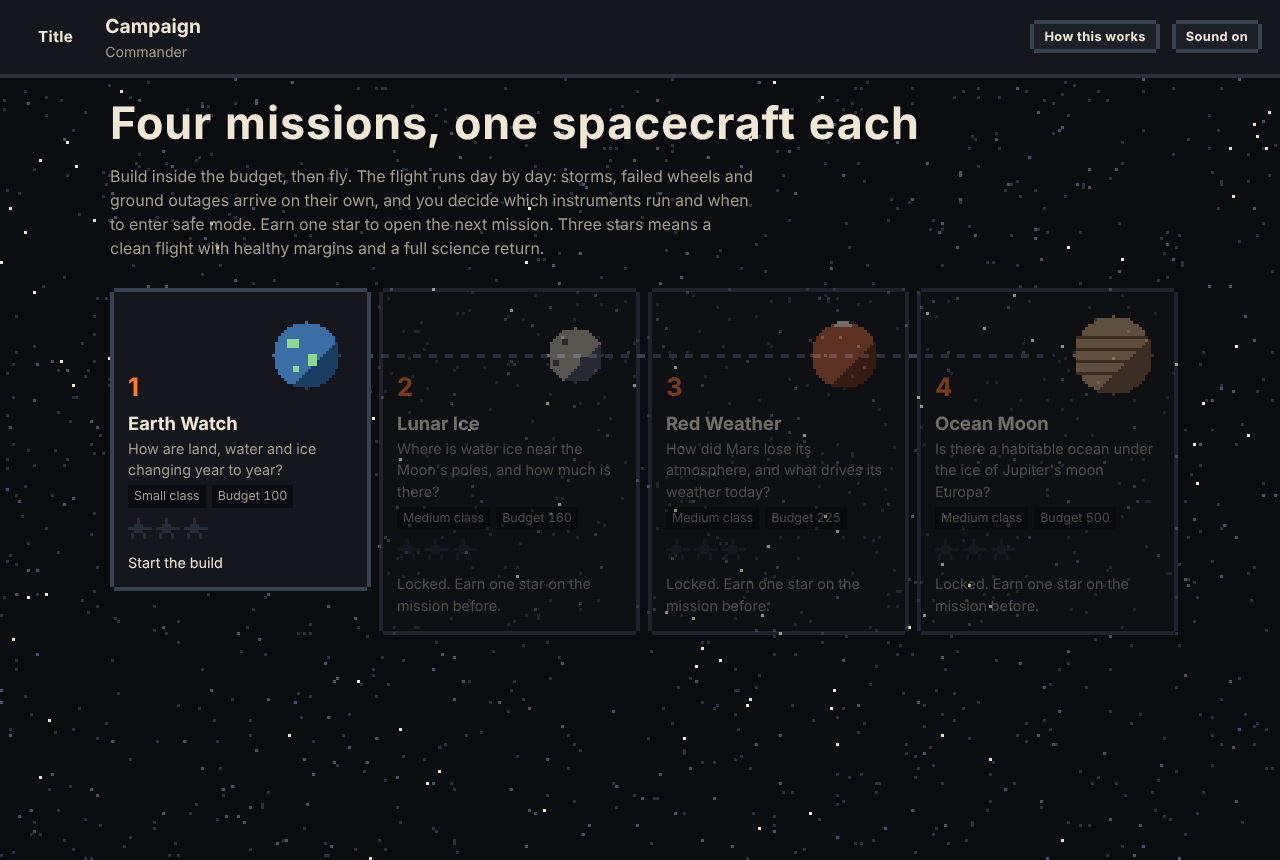 Title
Campaign
Commander
How this works
Sound on
Four missions, one spacecraft each
Build inside the budget, then fly. The flight runs day by day: storms, failed wheels and
ground outages arrive on their own, and you decide which instruments run and when
to enter safe mode. Earn one star to open the next mission. Three stars means a
clean flight with healthy margins and a full science return.
1
Earth Watch
How are land, water and ice
changing year to year?
Small class
Budget 100
Start the build
2
Lunar Ice
Where is water ice near the
Moon's poles, and how much is
there?
Medium class
Budget 160
Locked. Earn one star on the
mission before.
3
Red Weather
How did Mars lose its
atmosphere, and what drives its
weather today?
Medium class
Budget 225
Locked. Earn one star on the
mission before.
4
Ocean Moon
Is there a habitable ocean under
the ice of Jupiter's moon
Europa?
Medium class
Budget 500
Locked. Earn one star on the
mission before.